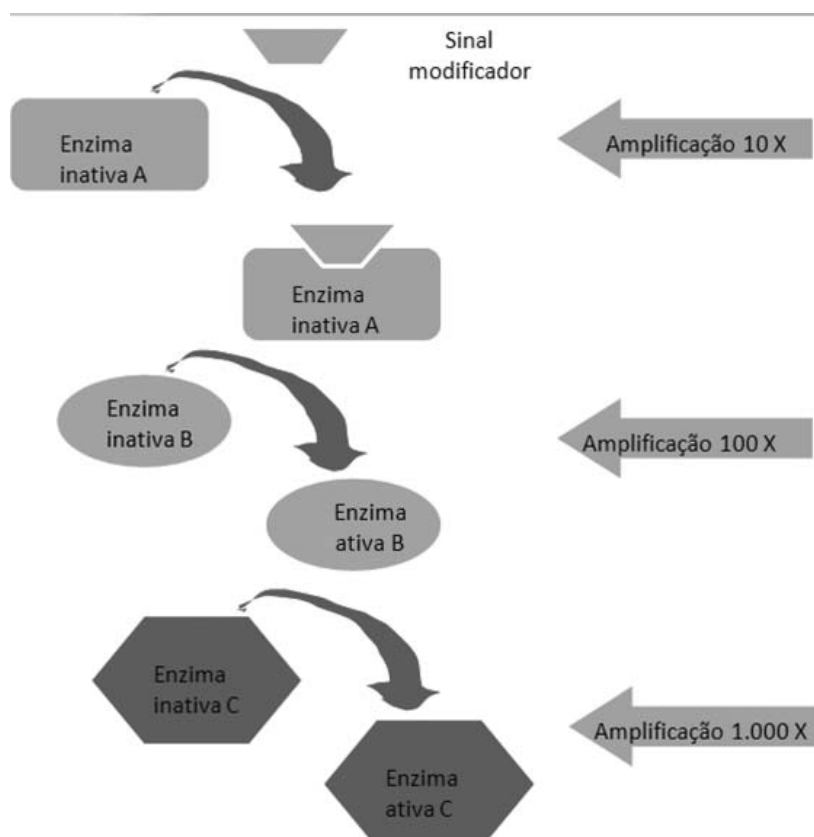 Sinal
modificador
Enzima
inativa A
Amplificação 10 X
Enzima
inativa A
Enzima
inativa B
Amplificação 100 X
Enzima
ativa B
Enzima
inativa C
Amplificação 1.000 X
Enzima
ativa C